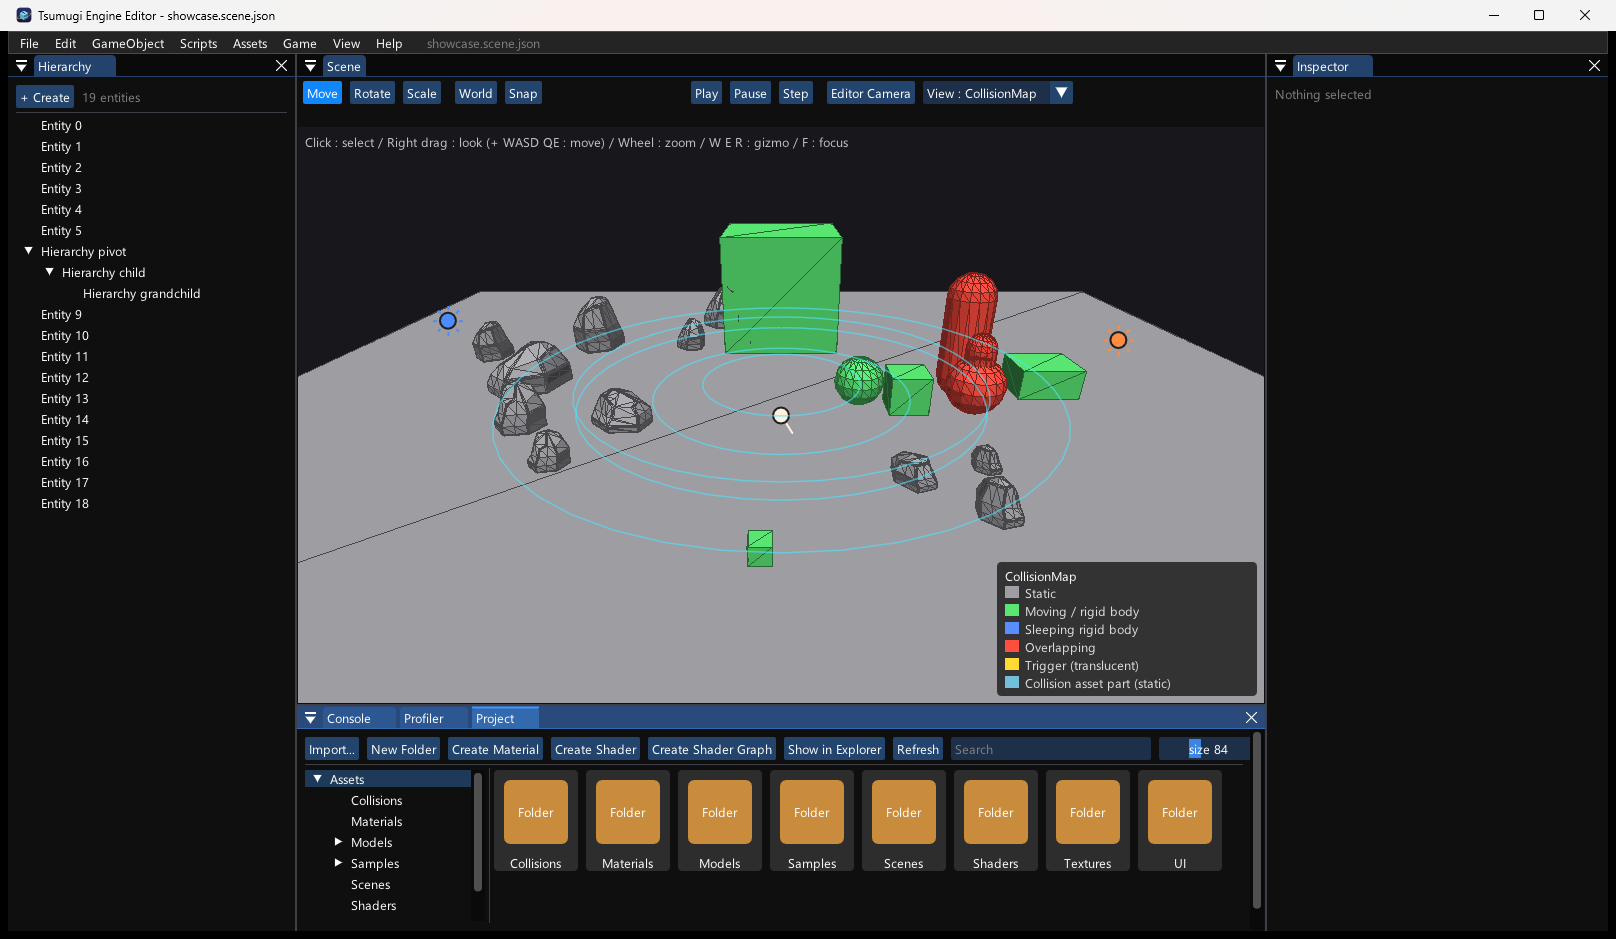 Tsumugi Engine Editor - showcase.scene.json
File Edit GameObject Scripts Assets Game View Help showcase.scene.json
Hierarchy
+ Create 19 entities
Entity 0
Entity 1
Entity 2
Entity 3
Entity 4
Entity 5
Hierarchy pivot
Hierarchy child
Hierarchy grandchild
Entity 9
Entity 10
Entity 11
Entity 12
Entity 13
Entity 14
Entity 15
Entity 16
Entity 17
Entity 18
Scene
Move Rotate Scale World Snap Play Pause Step Editor Camera View : CollisionMap
Click : select / Right drag : look (+ WASD QE : move) / Wheel : zoom / W E R : gizmo / F : focus
CollisionMap
Static
Moving / rigid body
Sleeping rigid body
Overlapping
Trigger (translucent)
Collision asset part (static)
Console Profiler Project
Import... New Folder Create Material Create Shader Create Shader Graph Show in Explorer Refresh Search size 84
Assets
Collisions
Materials
Models
Samples
Scenes
Shaders
Folder Folder Folder Folder Folder Folder Folder Folder
Collisions Materials Models Samples Scenes Shaders Textures UI
Inspector
Nothing selected